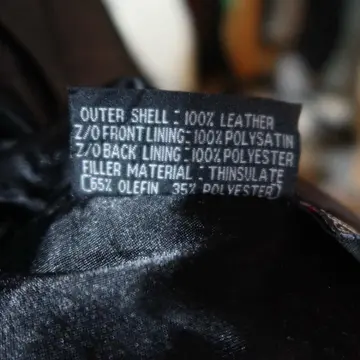 OUTER SHELL : 100% LEATHER
Z/O FRONT LINING : 100% POLYSATIN
Z/O BACK LINING : 100% POLYESTER
FILLER MATERIAL : THINSULATE
(65% OLEFIN 35% POLYESTER)